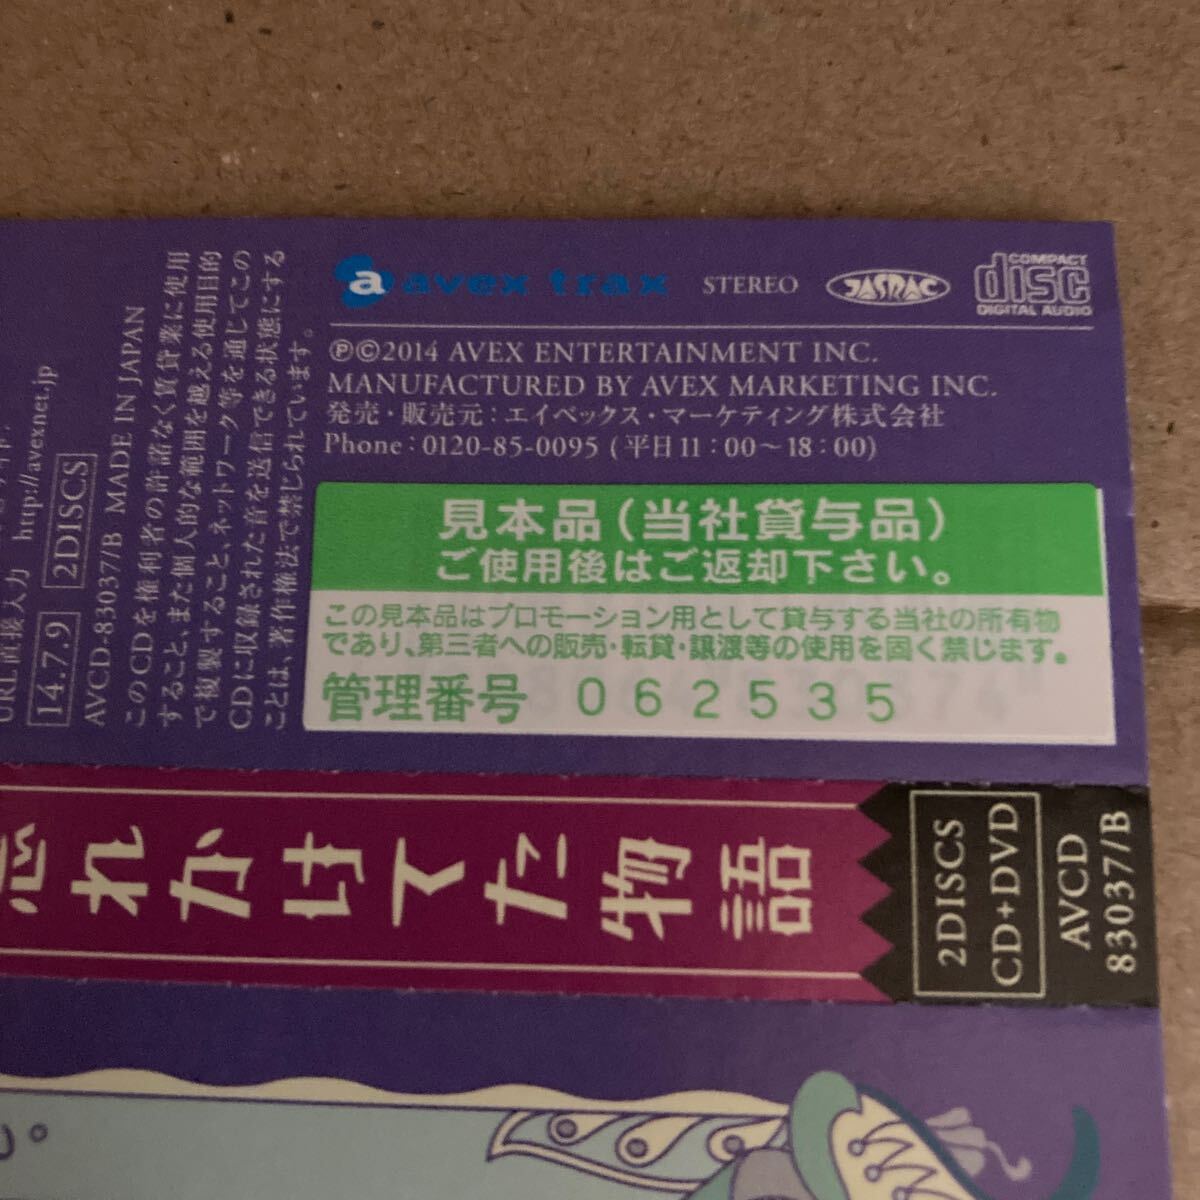 avex trax STEREO JASRAC COMPACT disc DIGITAL AUDIO
ⓅⒸ2014 AVEX ENTERTAINMENT INC.
MANUFACTURED BY AVEX MARKETING INC.
発売・販売元：エイベックス・マーケティング株式会社
Phone：0120-85-0095 (平日11：00〜18：00)
見本品（当社貸与品）
ご使用後はご返却下さい。
この見本品はプロモーション用として貸与する当社の所有物
であり、第三者への販売・転貸・譲渡等の使用を固く禁じます。
管理番号 062535
URL直接入力 http://avexnet.jp
14.7.9 2DISCS
AVCD-83037/B MADE IN JAPAN
このCDを権利者の許諾なく賃貸業に使用
すること、また個人的な範囲を越える使用目的
で複製すること、ネットワーク等を通じてこの
CDに収録された音を送信できる状態にする
ことは、著作権法で禁じられています。
れかけてた物語
2DISCS
CD+DVD
AVCD
83037/B